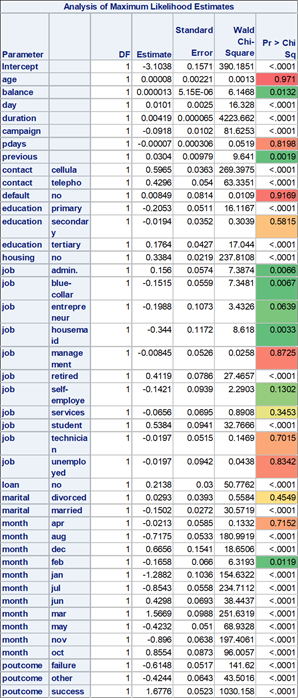 Analysis of Maximum Likelihood Estimates
Parameter DF Estimate Standard Error Wald Chi-Square Pr > Chi Sq
Intercept 1 -3.1038 0.1571 390.1851 <.0001
age 1 0.00008 0.00221 0.0013 0.971
balance 1 0.000013 5.15E-06 6.1468 0.0132
day 1 0.0101 0.0025 16.328 <.0001
duration 1 0.00419 0.000065 4223.662 <.0001
campaign 1 -0.0918 0.0102 81.6253 <.0001
pdays 1 -0.00007 0.000306 0.0519 0.8198
previous 1 0.0304 0.00979 9.641 0.0019
contact cellula 1 0.5965 0.0363 269.3975 <.0001
contact telepho 1 0.4296 0.054 63.3351 <.0001
default no 1 0.00849 0.0814 0.0109 0.9169
education primary 1 -0.2053 0.0511 16.1167 <.0001
education secondary 1 -0.0194 0.0352 0.3039 0.5815
education tertiary 1 0.1764 0.0427 17.044 <.0001
housing no 1 0.3384 0.0219 237.8108 <.0001
job admin. 1 0.156 0.0574 7.3874 0.0066
job blue-collar 1 -0.1515 0.0559 7.3481 0.0067
job entrepreneur 1 -0.1988 0.1073 3.4326 0.0639
job housemaid 1 -0.344 0.1172 8.618 0.0033
job management 1 -0.00845 0.0526 0.0258 0.8725
job retired 1 0.4119 0.0786 27.4657 <.0001
job self-employe 1 -0.1421 0.0939 2.2903 0.1302
job services 1 -0.0656 0.0695 0.8908 0.3453
job student 1 0.5384 0.0941 32.7666 <.0001
job technician 1 -0.0197 0.0515 0.1469 0.7015
job unemployed 1 -0.0197 0.0942 0.0438 0.8342
loan no 1 0.2138 0.03 50.7762 <.0001
marital divorced 1 0.0293 0.0393 0.5584 0.4549
marital married 1 -0.1502 0.0272 30.5719 <.0001
month apr 1 -0.0213 0.0585 0.1332 0.7152
month aug 1 -0.7175 0.0533 180.9919 <.0001
month dec 1 0.6656 0.1541 18.6506 <.0001
month feb 1 -0.1658 0.066 6.3193 0.0119
month jan 1 -1.2882 0.1036 154.6322 <.0001
month jul 1 -0.8543 0.0558 234.7112 <.0001
month jun 1 0.4298 0.0693 38.4437 <.0001
month mar 1 1.5669 0.0988 251.6319 <.0001
month may 1 -0.4232 0.051 68.9328 <.0001
month nov 1 -0.896 0.0638 197.4061 <.0001
month oct 1 0.8554 0.0873 96.0057 <.0001
poutcome failure 1 -0.6148 0.0517 141.62 <.0001
poutcome other 1 -0.4244 0.0643 43.5016 <.0001
poutcome success 1 1.6776 0.0523 1030.158 <.0001